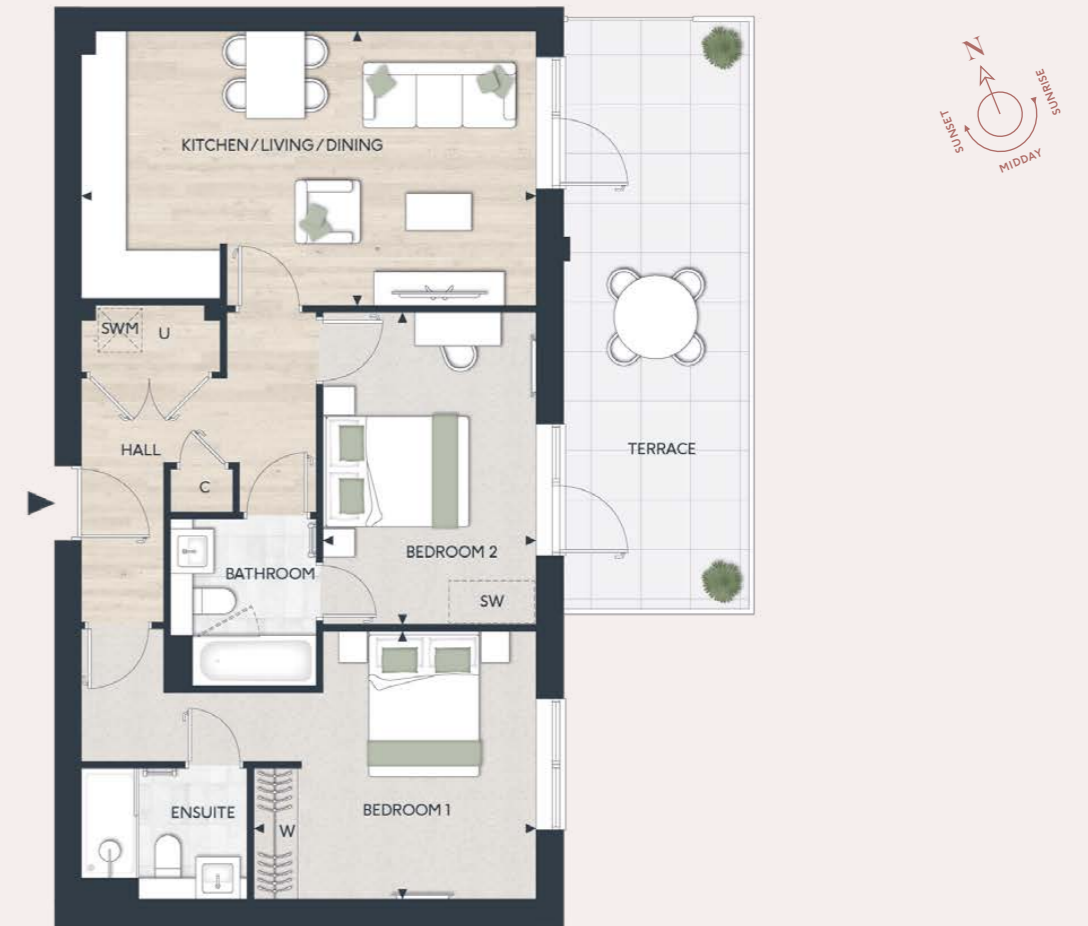 N
SUNRISE
SUNSET
MIDDAY
KITCHEN / LIVING / DINING
SWM
U
HALL
C
TERRACE
BEDROOM 2
BATHROOM
SW
ENSUITE
BEDROOM 1
W